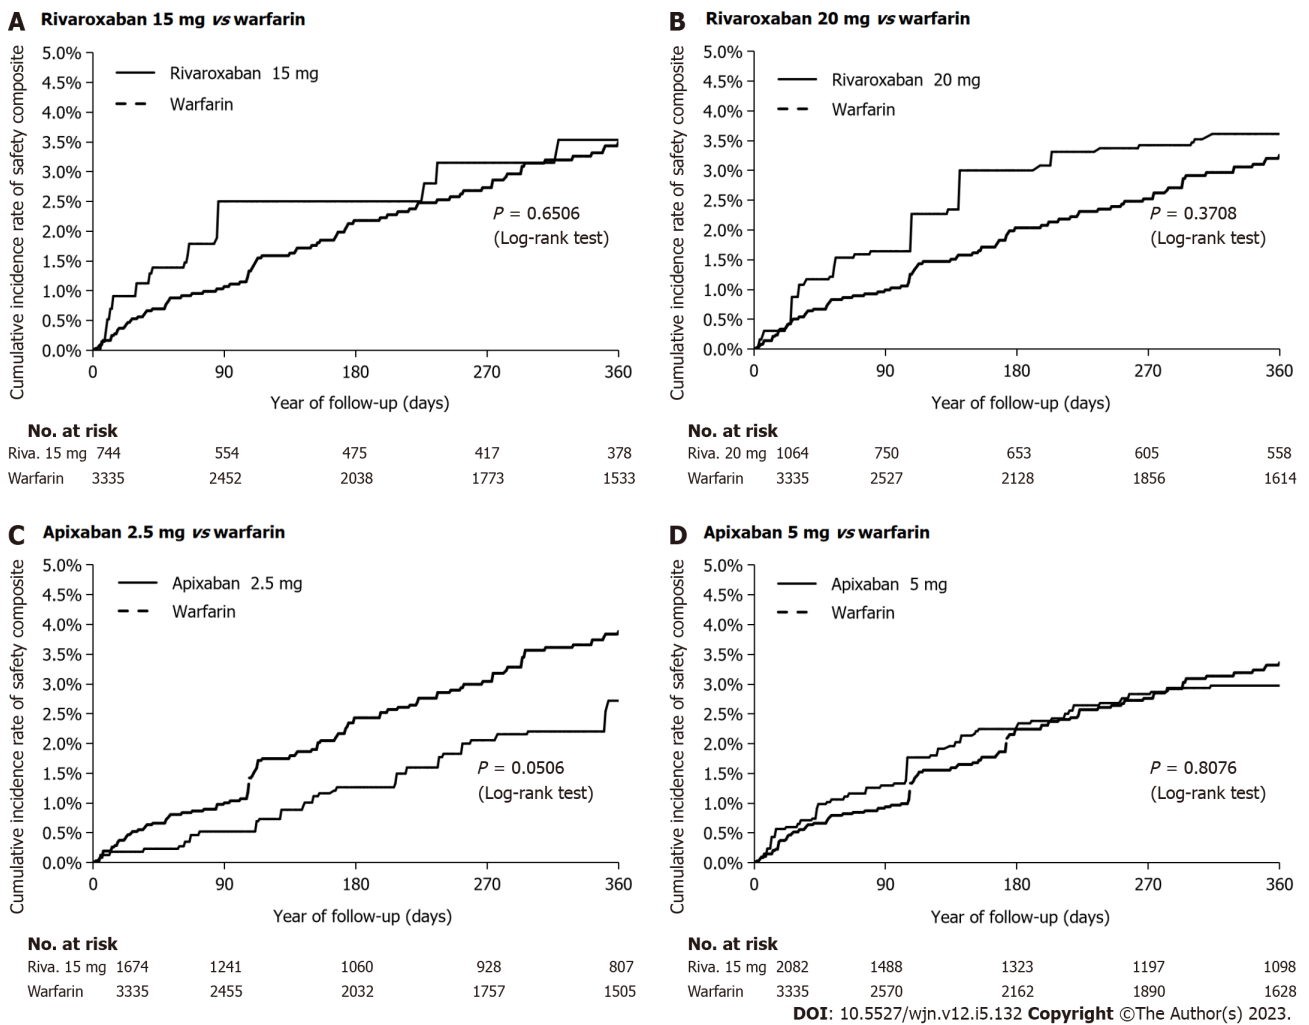 A Rivaroxaban 15 mg vs warfarin
Cumulative incidence rate of safety composite
5.0%
4.5%
4.0%
3.5%
3.0%
2.5%
2.0%
1.5%
1.0%
0.5%
0.0%
Rivaroxaban 15 mg
Warfarin
P = 0.6506
(Log-rank test)
0 90 180 270 360
Year of follow-up (days)
No. at risk
Riva. 15 mg 744 554 475 417 378
Warfarin 3335 2452 2038 1773 1533
B Rivaroxaban 20 mg vs warfarin
Cumulative incidence rate of safety composite
5.0%
4.5%
4.0%
3.5%
3.0%
2.5%
2.0%
1.5%
1.0%
0.5%
0.0%
Rivaroxaban 20 mg
Warfarin
P = 0.3708
(Log-rank test)
0 90 180 270 360
Year of follow-up (days)
No. at risk
Riva. 20 mg 1064 750 653 605 558
Warfarin 3335 2527 2128 1856 1614
C Apixaban 2.5 mg vs warfarin
Cumulative incidence rate of safety composite
5.0%
4.5%
4.0%
3.5%
3.0%
2.5%
2.0%
1.5%
1.0%
0.5%
0.0%
Apixaban 2.5 mg
Warfarin
P = 0.0506
(Log-rank test)
0 90 180 270 360
Year of follow-up (days)
No. at risk
Riva. 15 mg 1674 1241 1060 928 807
Warfarin 3335 2455 2032 1757 1505
D Apixaban 5 mg vs warfarin
Cumulative incidence rate of safety composite
5.0%
4.5%
4.0%
3.5%
3.0%
2.5%
2.0%
1.5%
1.0%
0.5%
0.0%
Apixaban 5 mg
Warfarin
P = 0.8076
(Log-rank test)
0 90 180 270 360
Year of follow-up (days)
No. at risk
Riva. 15 mg 2082 1488 1323 1197 1098
Warfarin 3335 2570 2162 1890 1628
DOI: 10.5527/wjn.v12.i5.132 Copyright ©The Author(s) 2023.